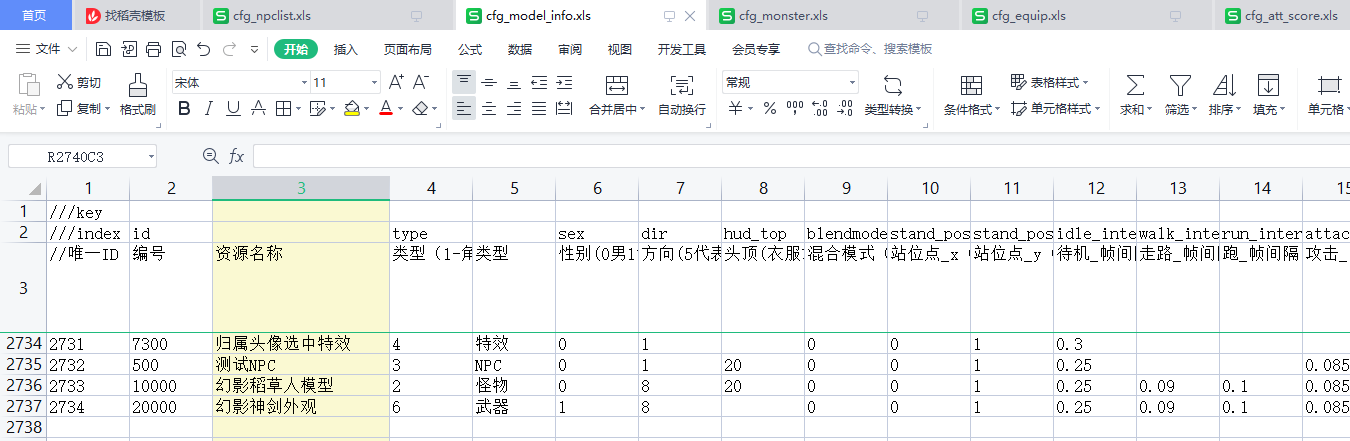 首页 找稻壳模板 cfg_npclist.xls cfg_model_info.xls cfg_monster.xls cfg_equip.xls cfg_att_score.xls
文件 开始 插入 页面布局 公式 数据 审阅 视图 开发工具 会员专享 查找命令、搜索模板
粘贴 剪切 复制 格式刷 宋体 11 A+ A- B I U A 合并居中 自动换行 常规 ¥ % 类型转换 条件格式 表格样式 单元格样式 求和 筛选 排序 填充 单元格
R2740C3 fx
1 2 3 4 5 6 7 8 9 10 11 12 13 14 15
1 ///key
2 ///index id type sex dir hud_top blendmode stand_pos stand_pos idle_inte walk_inte run_inter attac
3 //唯一ID 编号 资源名称 类型（1-角 类型 性别(0男1 方向(5代表 头顶(衣服 混合模式（ 站位点_x 站位点_y 待机_帧间 走路_帧间 跑_帧间隔 攻击_
2734 2731 7300 归属头像选中特效 4 特效 0 1 0 0 1 0.3
2735 2732 500 测试NPC 3 NPC 0 1 20 0 0 1 0.25 0.085
2736 2733 10000 幻影稻草人模型 2 怪物 0 8 20 0 0 1 0.25 0.09 0.1 0.085
2737 2734 20000 幻影神剑外观 6 武器 1 8 0 0 1 0.25 0.09 0.1 0.085
2738